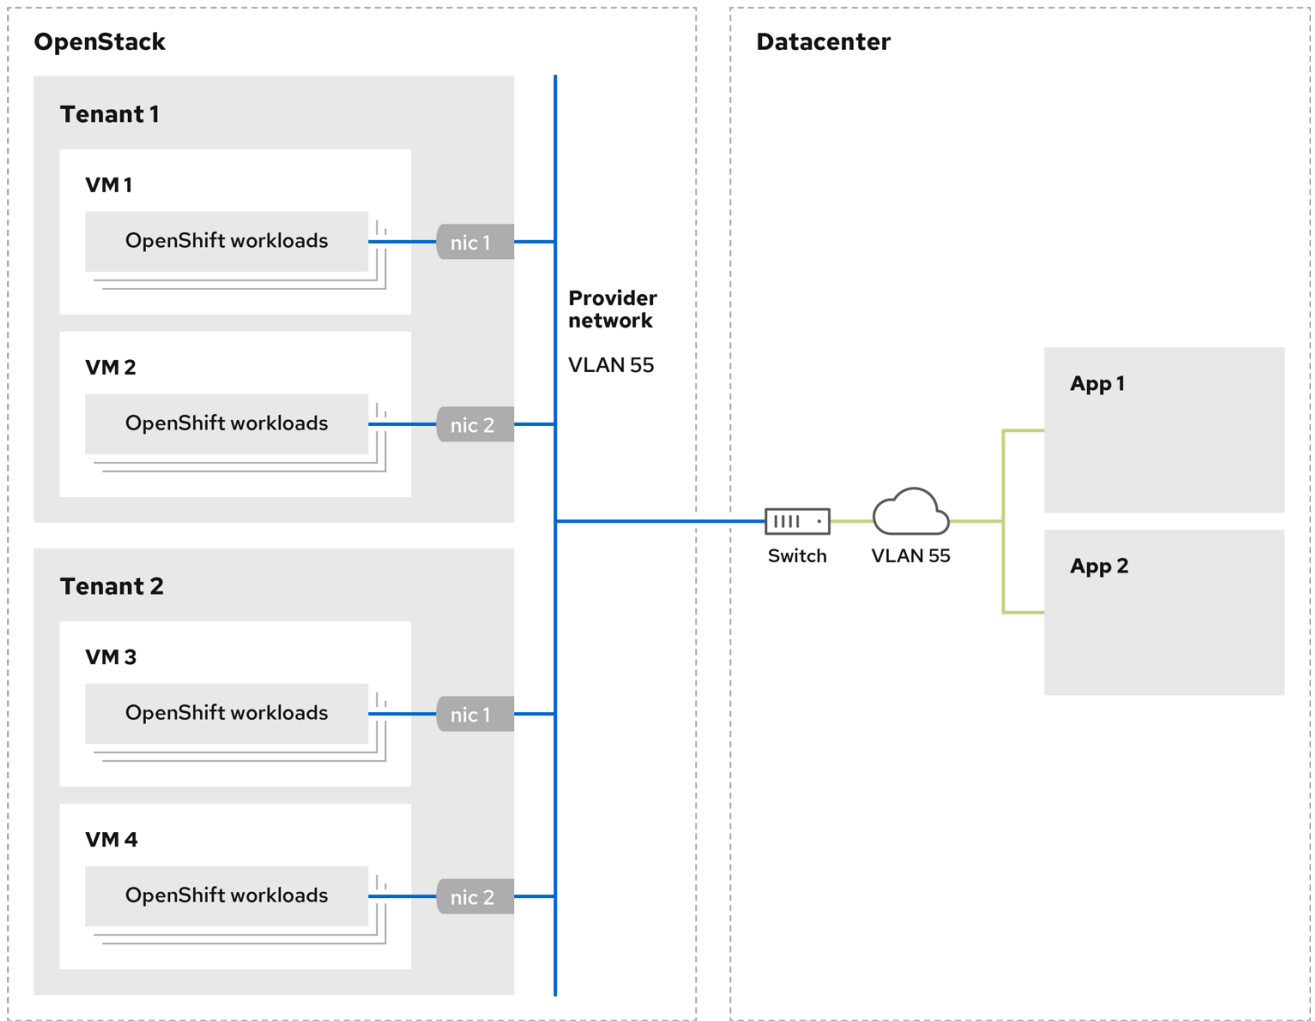 OpenStack
Tenant 1
VM 1
OpenShift workloads
nic 1
VM 2
OpenShift workloads
nic 2
Tenant 2
VM 3
OpenShift workloads
nic 1
VM 4
OpenShift workloads
nic 2
Provider
network
VLAN 55
Datacenter
Switch
VLAN 55
App 1
App 2